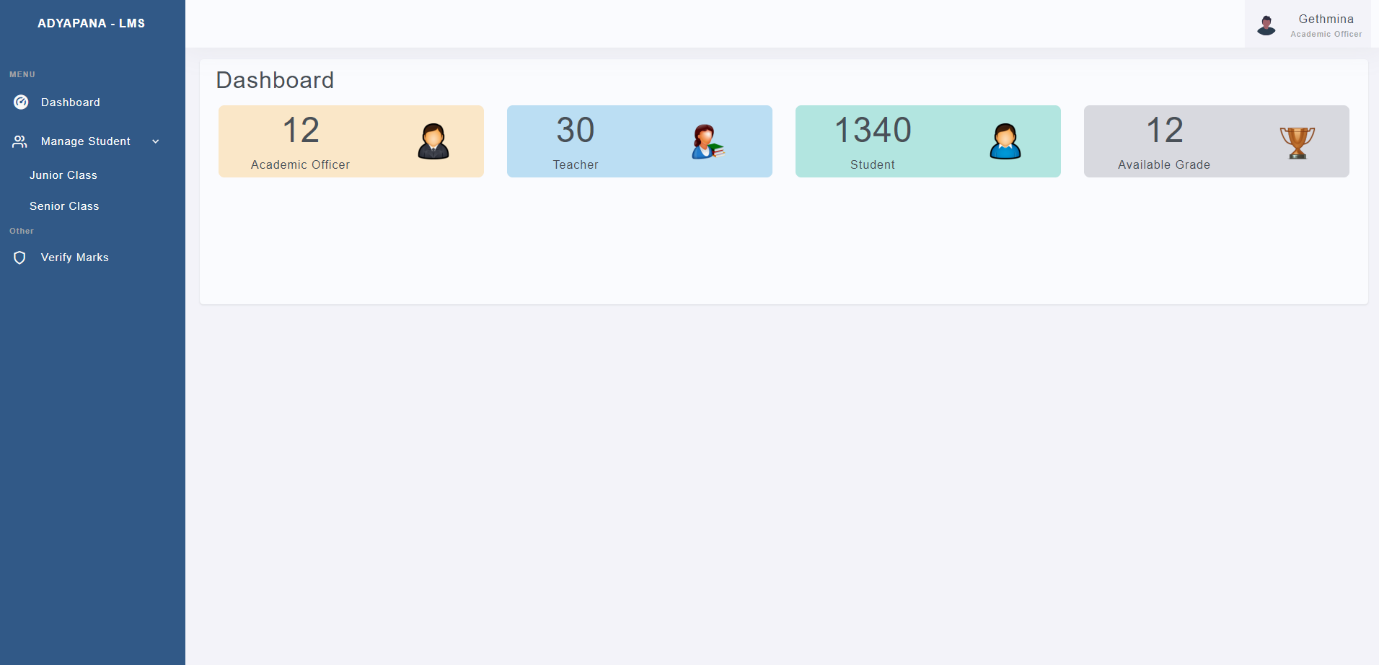 ADYAPANA - LMS
MENU
Dashboard
Manage Student
Junior Class
Senior Class
Other
Verify Marks
Gethmina
Academic Officer
Dashboard
12
Academic Officer
30
Teacher
1340
Student
12
Available Grade